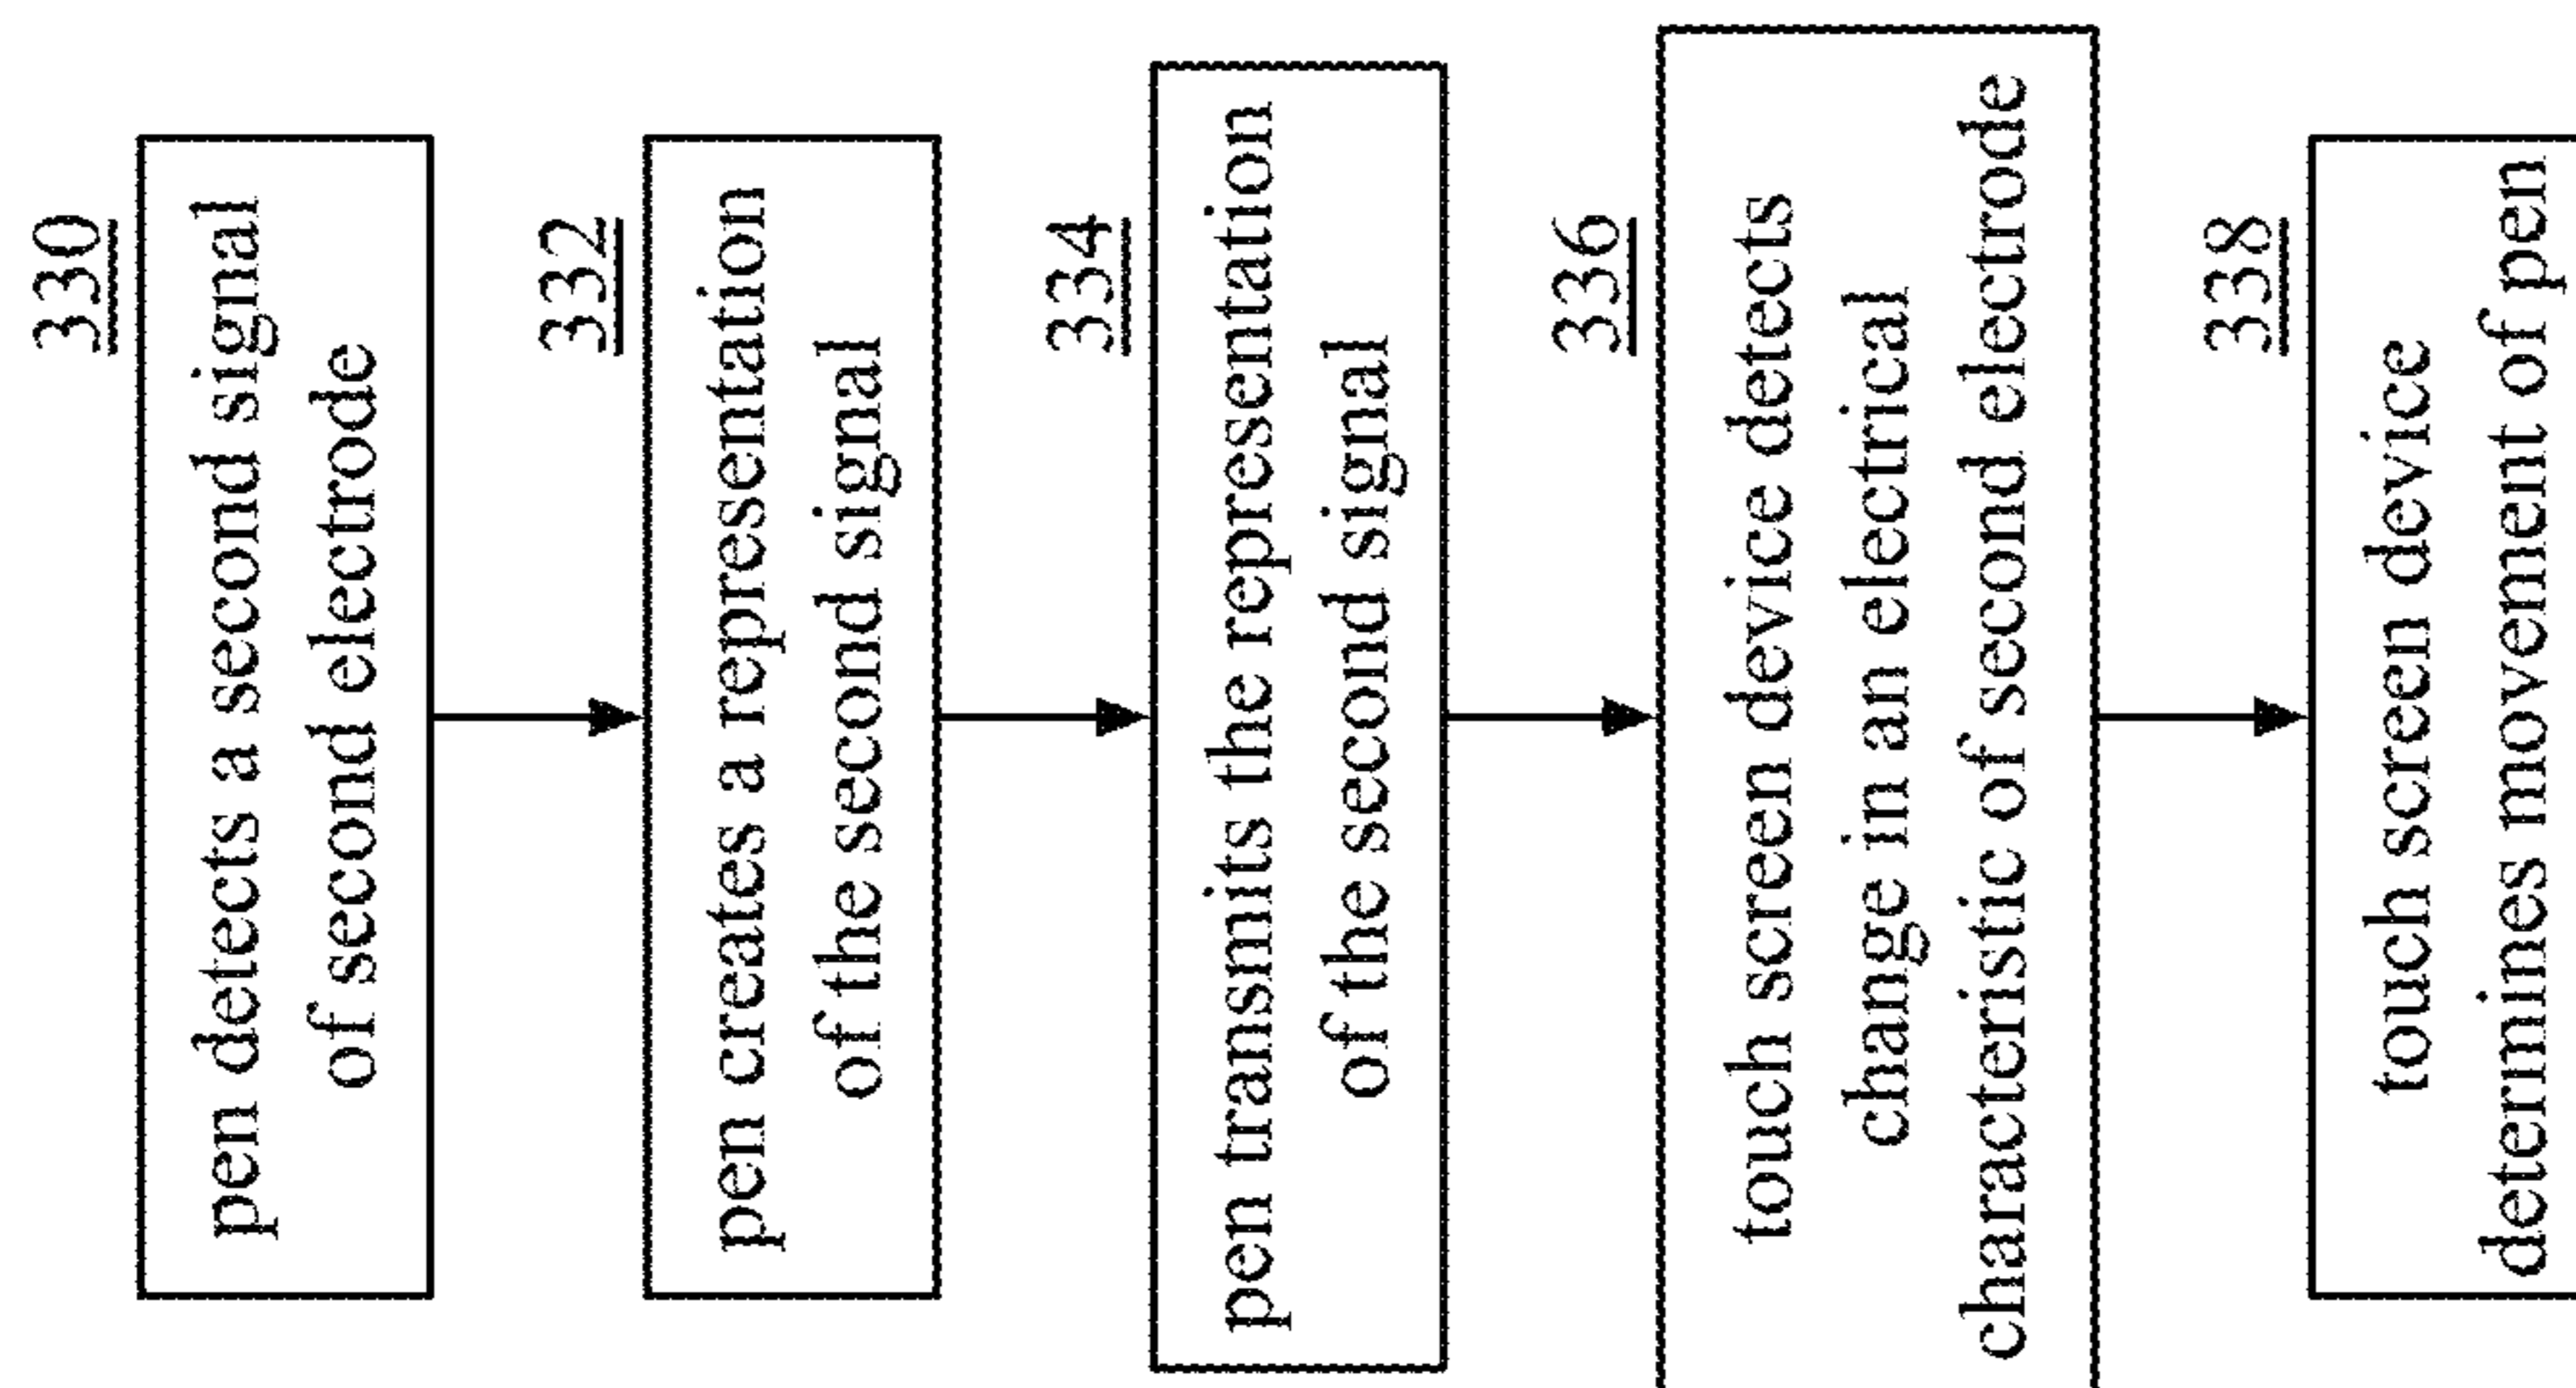 330
pen detects a second signal
of second electrode
332
pen creates a representation
of the second signal
334
pen transmits the representation
of the second signal
336
touch screen device detects
change in an electrical
characteristic of second electrode
338
touch screen device
determines movement of pen